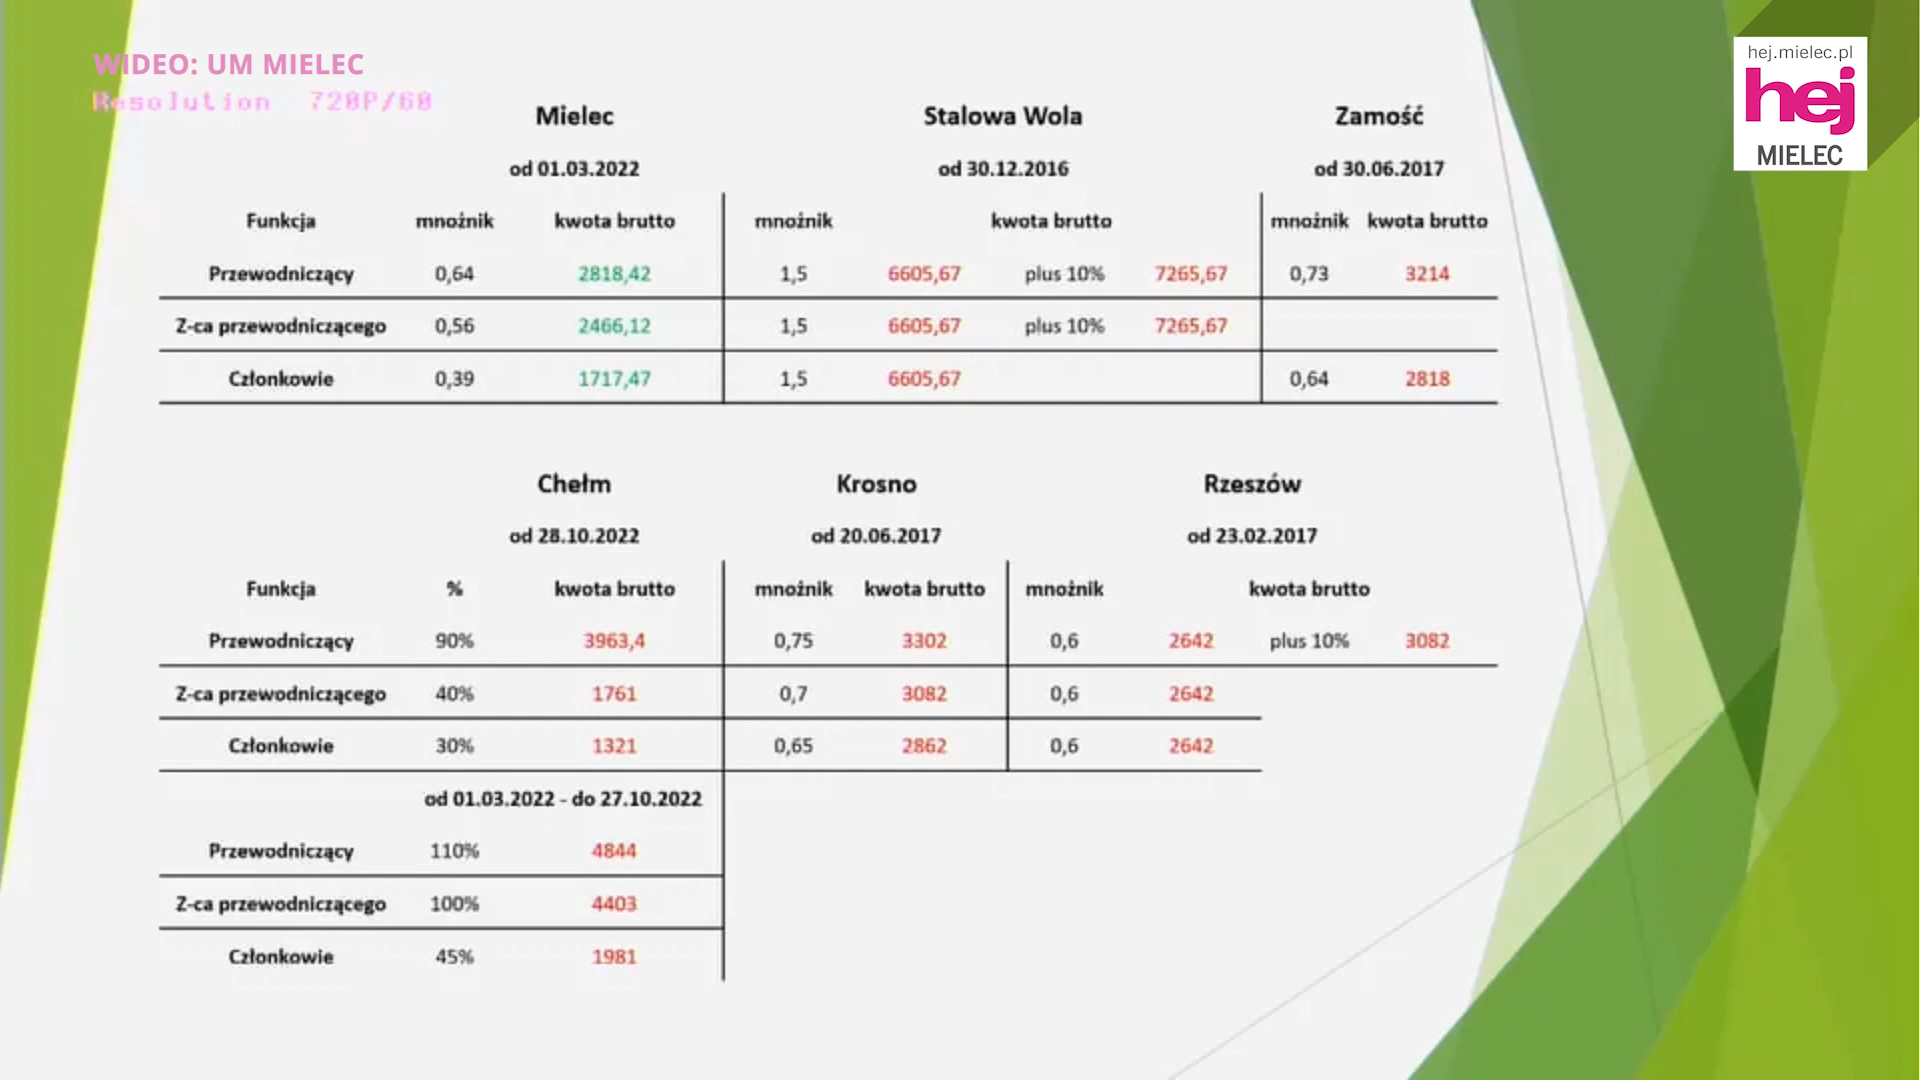 WIDEO: UM MIELEC
Resolution 720P/60
hej.mielec.pl
hej
MIELEC
Mielec Stalowa Wola Zamość
od 01.03.2022 od 30.12.2016 od 30.06.2017
Funkcja mnożnik kwota brutto mnożnik kwota brutto mnożnik kwota brutto
Przewodniczący 0,64 2818,42 1,5 6605,67 plus 10% 7265,67 0,73 3214
Z-ca przewodniczącego 0,56 2466,12 1,5 6605,67 plus 10% 7265,67
Członkowie 0,39 1717,47 1,5 6605,67 0,64 2818
Chełm Krosno Rzeszów
od 28.10.2022 od 20.06.2017 od 23.02.2017
Funkcja % kwota brutto mnożnik kwota brutto mnożnik kwota brutto
Przewodniczący 90% 3963,4 0,75 3302 0,6 2642 plus 10% 3082
Z-ca przewodniczącego 40% 1761 0,7 3082 0,6 2642
Członkowie 30% 1321 0,65 2862 0,6 2642
od 01.03.2022 - do 27.10.2022
Przewodniczący 110% 4844
Z-ca przewodniczącego 100% 4403
Członkowie 45% 1981